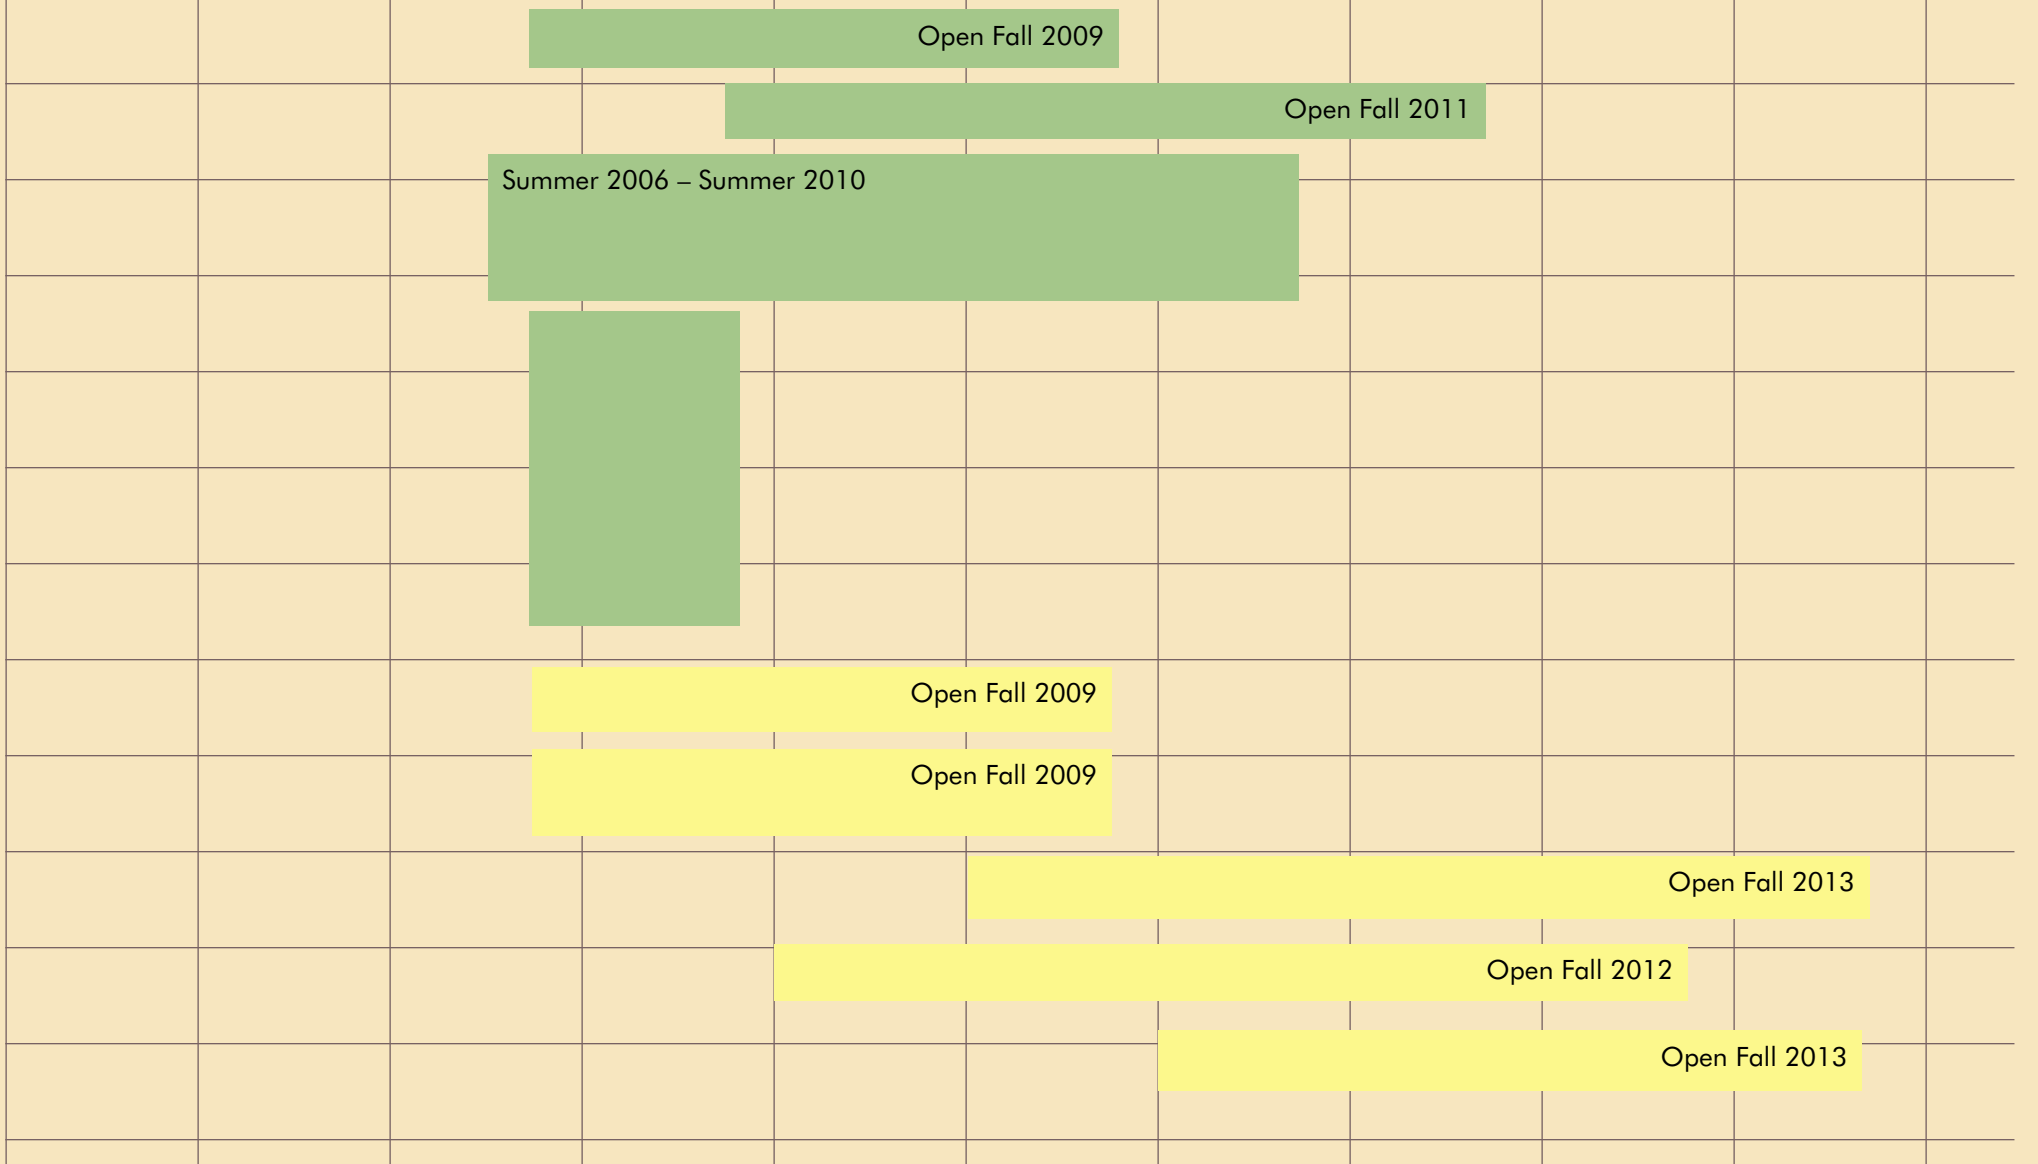 Open Fall 2009
Open Fall 2011
Summer 2006 – Summer 2010
Open Fall 2009
Open Fall 2009
Open Fall 2013
Open Fall 2012
Open Fall 2013